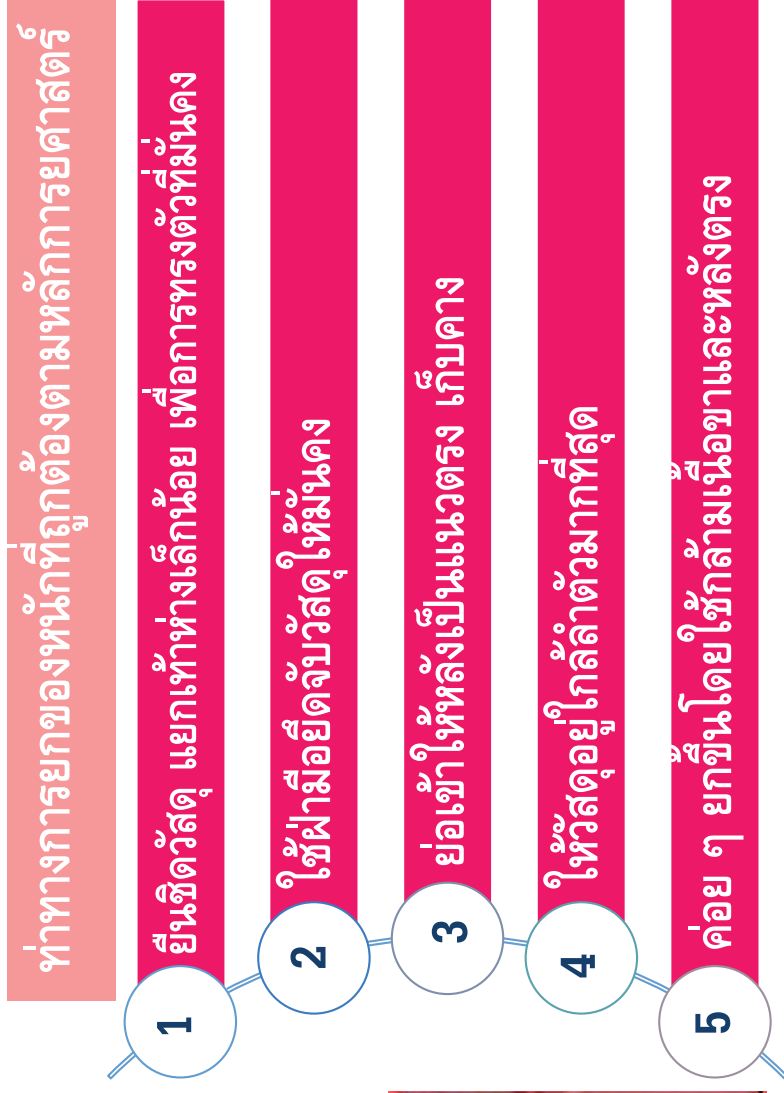 ท่าทางการยกของหนักที่ถูกต้องตามหลักการยศาสตร์
1
ยืนชิดวัสดุ แยกเท้าห่างเล็กน้อย เพื่อการทรงตัวที่มั่นคง
2
ใช้ฝ่ามือยึดจับวัสดุให้มั่นคง
3
ย่อเข้าให้หลังเป็นแนวตรง เก็บคาง
4
ให้วัสดุอยู่ใกล้ลำตัวมากที่สุด
5
ค่อย ๆ ยกขึ้นโดยใช้กล้ามเนื้อขาและหลังตรง